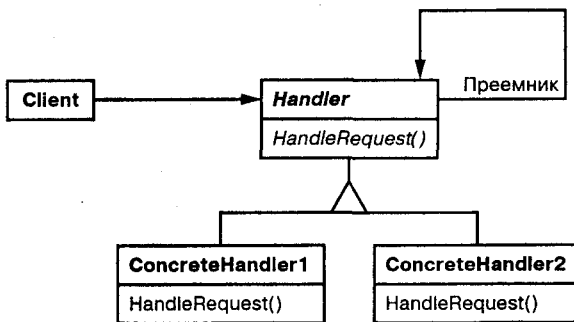 Client
Handler
Преемник
HandleRequest()
ConcreteHandler1
ConcreteHandler2
HandleRequest()
HandleRequest()